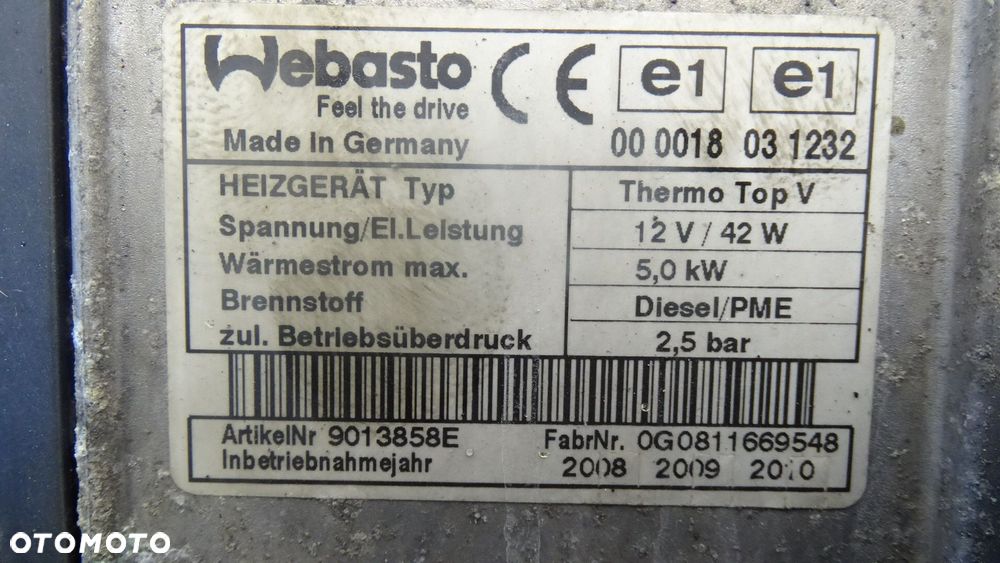 Webasto
Feel the drive
CE e1 e1
Made In Germany 00 0018 03 1232
HEIZGERÄT Typ Thermo Top V
Spannung/El.Leistung 12 V / 42 W
Wärmestrom max. 5,0 kW
Brennstoff Diesel/PME
zul. Betriebsüberdruck 2,5 bar
ArtikelNr 9013858E FabrNr. 0G0811669548
Inbetriebnahmejahr 2008 2009 2010
OTOMOTO